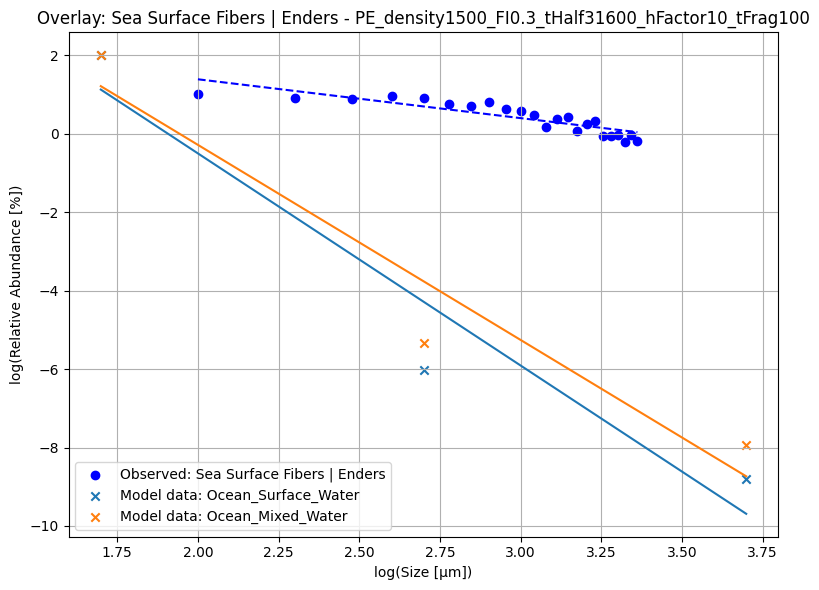 Overlay: Sea Surface Fibers | Enders - PE_density1500_FI0.3_tHalf31600_hFactor10_tFrag100
log(Relative Abundance [%])
2
0
−2
−4
−6
−8
−10
Observed: Sea Surface Fibers | Enders
Model data: Ocean_Surface_Water
Model data: Ocean_Mixed_Water
1.75 2.00 2.25 2.50 2.75 3.00 3.25 3.50 3.75
log(Size [µm])